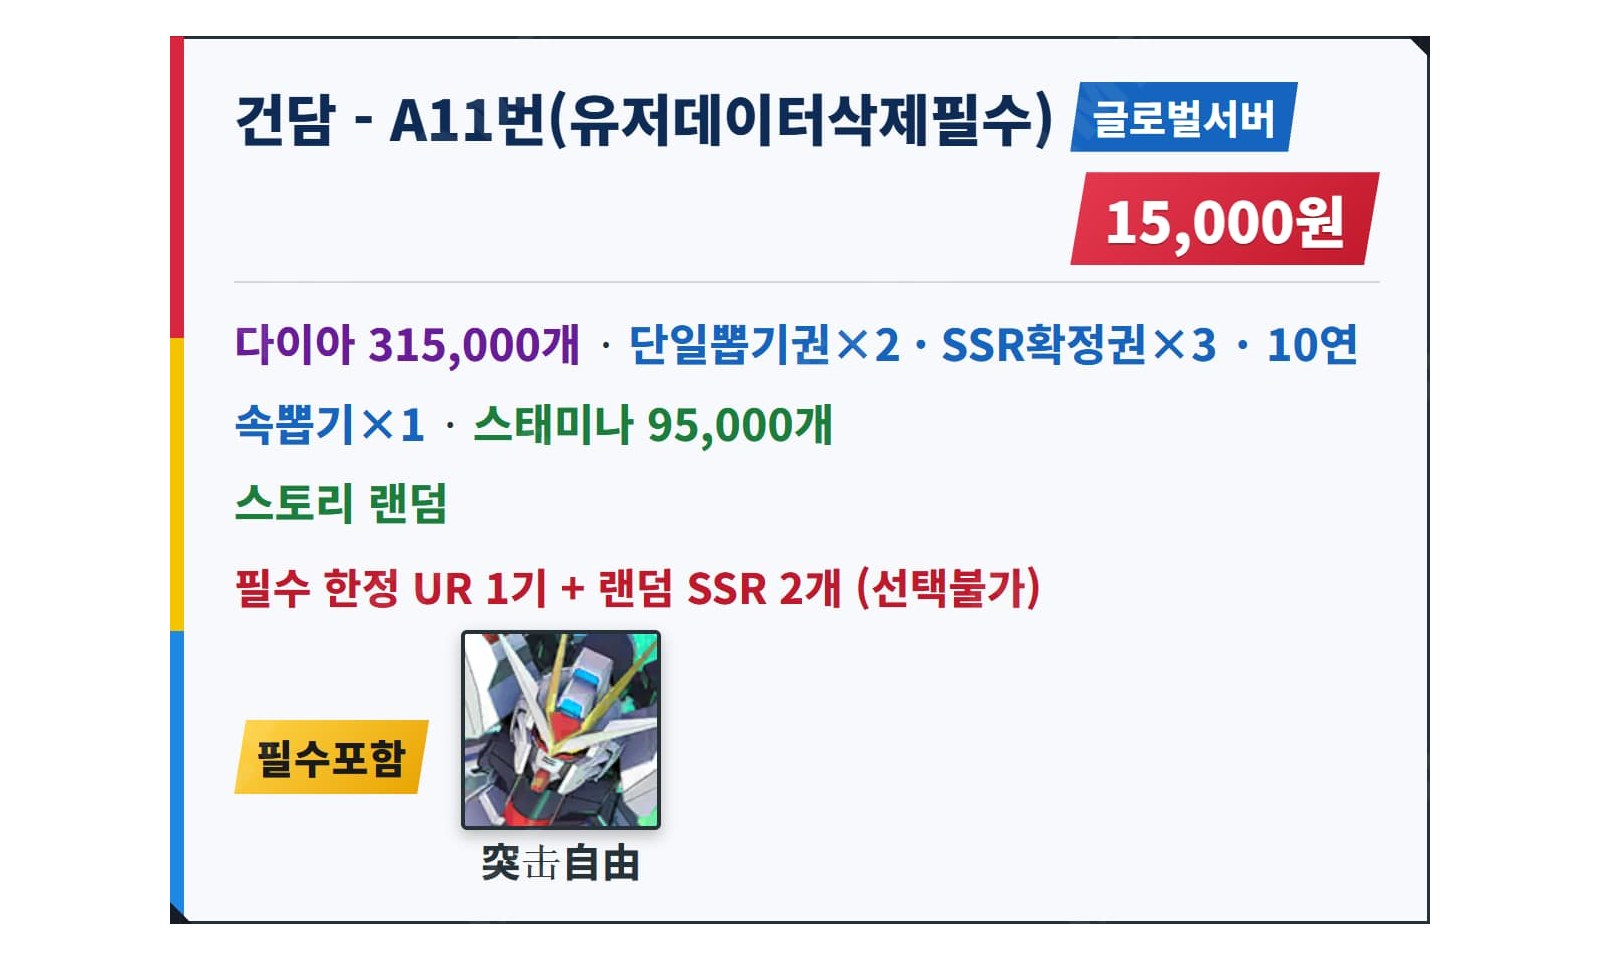 건담 - A11번(유저데이터삭제필수) 글로벌서버
15,000원
다이아 315,000개 · 단일뽑기권×2 · SSR확정권×3 · 10연
속뽑기×1 · 스태미나 95,000개
스토리 랜덤
필수 한정 UR 1기 + 랜덤 SSR 2개 (선택불가)
필수포함
突击自由